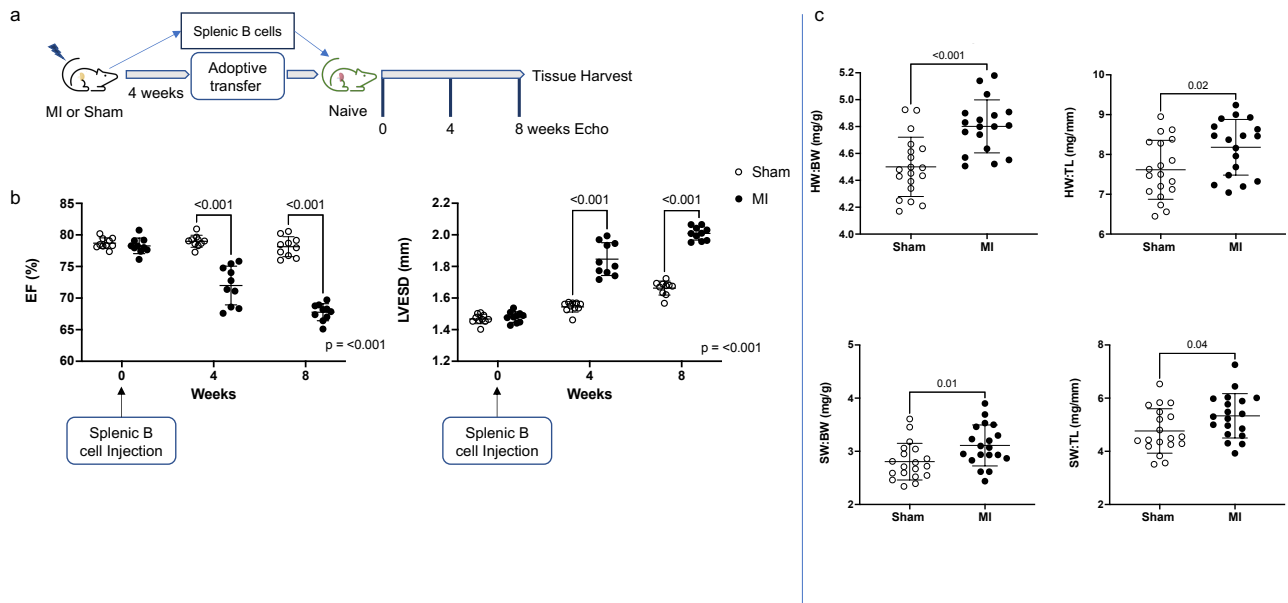 a
Splenic B cells
Adoptive
transfer
4 weeks
MI or Sham
Naive
Tissue Harvest
0
4
8 weeks Echo
b
Sham
MI
EF (%)
85
80
75
70
65
60
<0.001
<0.001
p = <0.001
0
4
8
Weeks
Splenic B
cell Injection
LVESD (mm)
2.2
2.0
1.8
1.6
1.4
1.2
<0.001
<0.001
p = <0.001
0
4
8
Weeks
Splenic B
cell Injection
c
HW:BW (mg/g)
<0.001
5.2
5.0
4.8
4.6
4.4
4.2
4.0
Sham
MI
HW:TL (mg/mm)
0.02
10
9
8
7
6
Sham
MI
SW:BW (mg/g)
0.01
5
4
3
2
Sham
MI
SW:TL (mg/mm)
0.04
8
6
4
2
Sham
MI